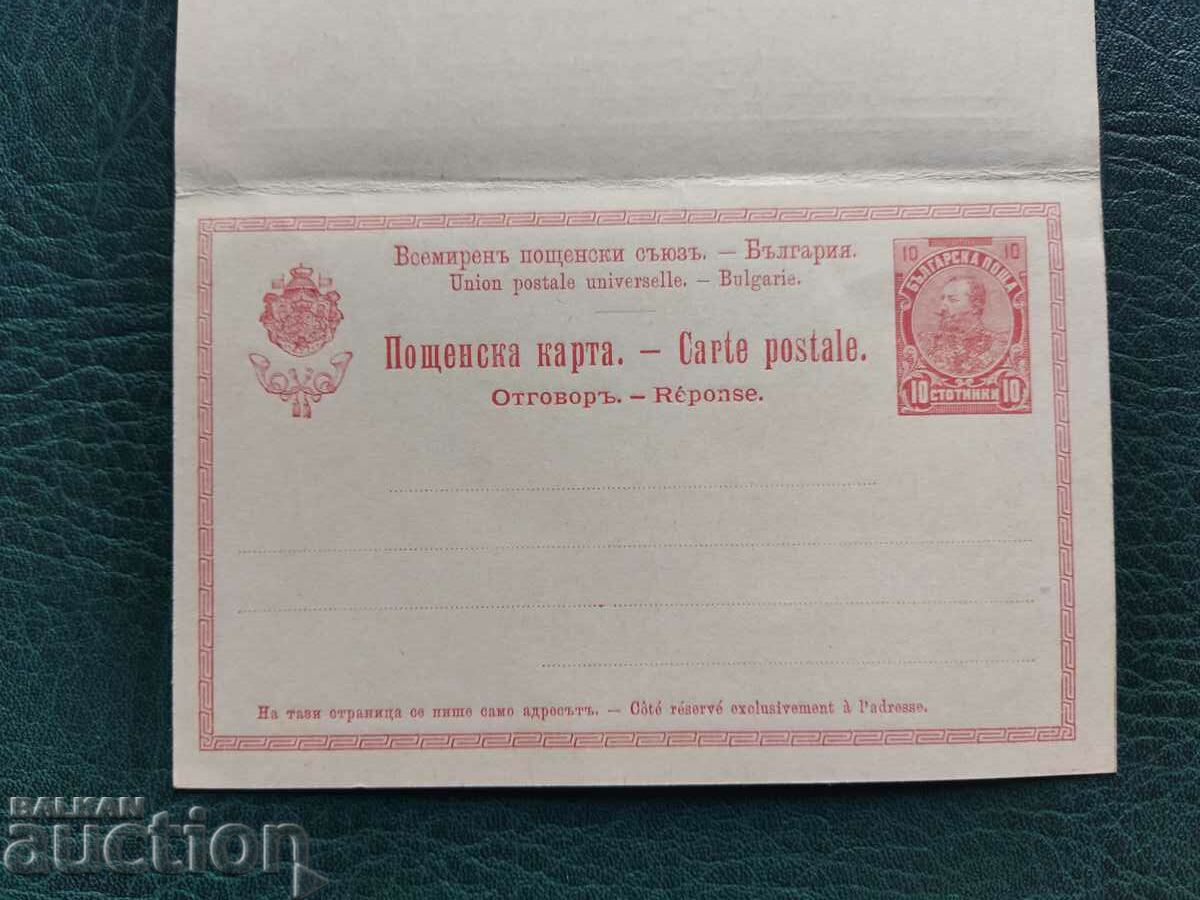 Всемиренъ пощенски съюзъ. — България.
Union postale universelle. — Bulgarie.
Пощенска карта. — Carte postale.
Отговоръ. — Réponse.
10 10
БЪЛГАРСКА ПОЩА
10 СТОТИНКИ 10
На тази страница се пише само адресътъ. — Côté réservé exclusivement à l'adresse.
BALKAN
auction